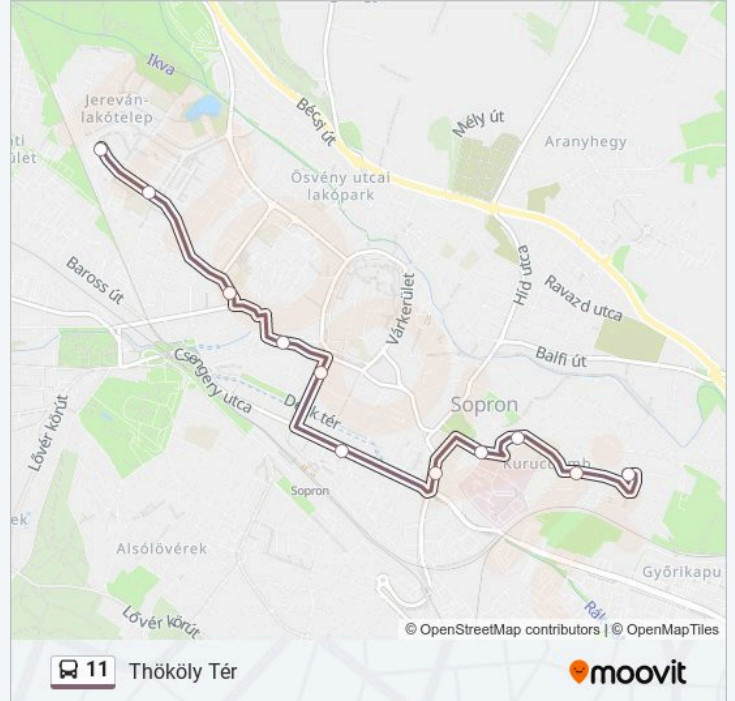 Ikva
Jereván-
lakótelep
Bécsi út
Mély út
Aranyhegy
Ösvény utcai
lakópark
Baross út
Várkerület
Híd utca
Ravazd utca
Balfi út
Csengery utca
Deák tér
Lővér körút
Sopron
Sopron
Alsólővérek
Győrikapu
Lővér körút
© OpenStreetMap contributors | © OpenMapTiles
11 Thököly Tér
moovit